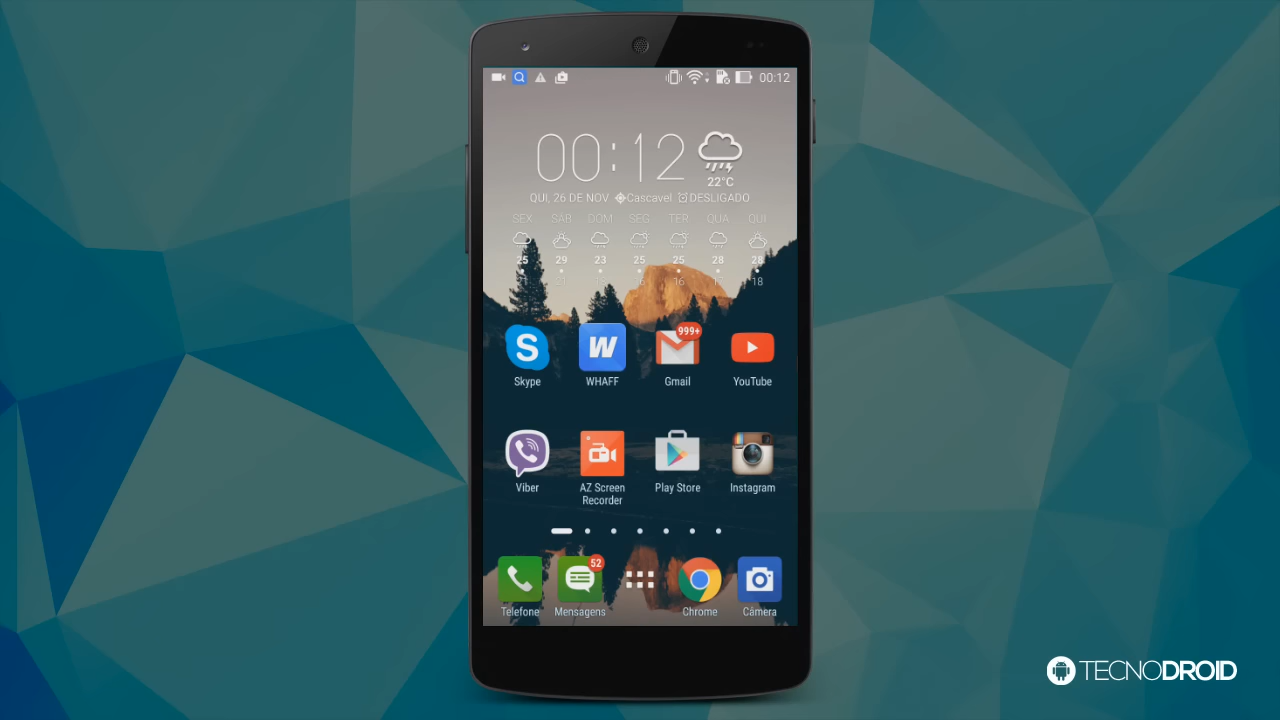 00:12
00:12
22°C
QUI, 26 DE NOV Cascavel DESLIGADO
SEX SÁB DOM SEG TER QUA QUI
25 29 23 25 25 28 28
16 18
S W 999+
Skype WHAFF Gmail YouTube
Viber AZ Screen Recorder Play Store Instagram
52
Telefone Mensagens Chrome Câmera
TECNODROID